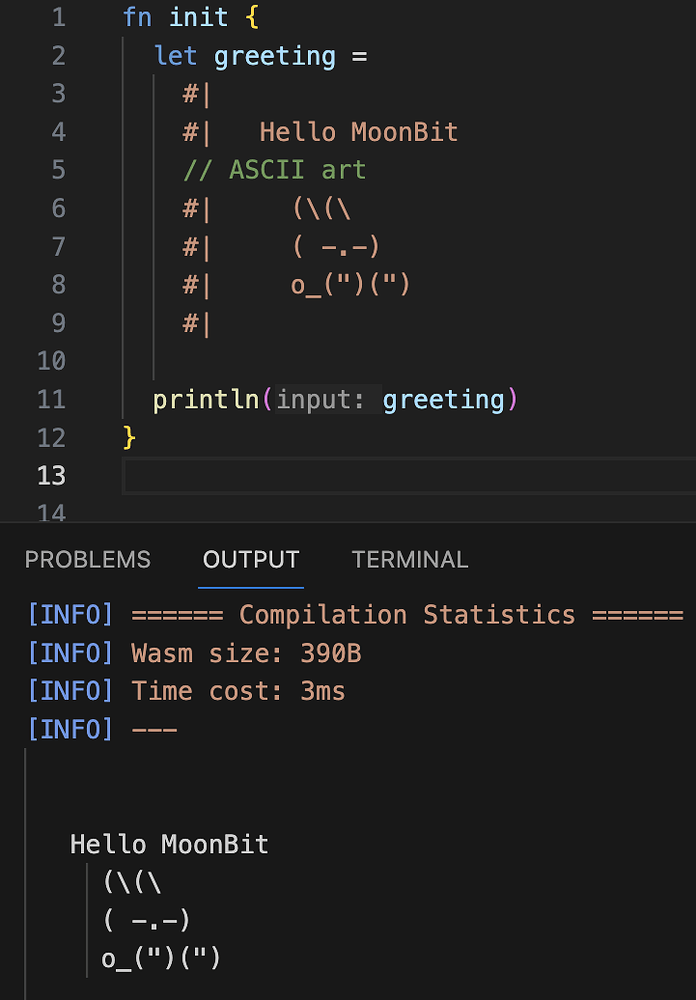 1 fn init {
2   let greeting =
3     #|
4     #|   Hello MoonBit
5     // ASCII art
6     #|     (\(\
7     #|     ( -.-)
8     #|     o_(")(")
9     #|
10
11   println(input: greeting)
12 }
13
14
PROBLEMS OUTPUT TERMINAL
[INFO] ====== Compilation Statistics ======
[INFO] Wasm size: 390B
[INFO] Time cost: 3ms
[INFO] ---
   Hello MoonBit
     (\(\
     ( -.-)
     o_(")(")